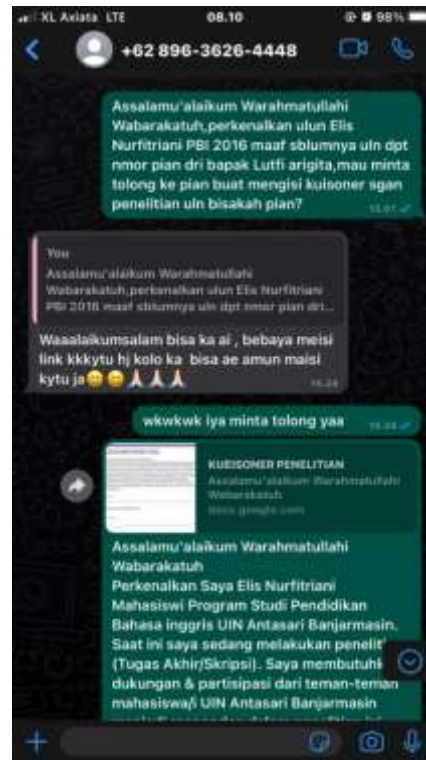 XL Axiata LTE 08.10 98%
+62 896-3626-4448
Assalamu'alaikum Warahmatullahi
Wabarakatuh,perkenalkan ulun Elis
Nurfitriani PBI 2016 maaf sblumnya uln dpt
nmor pian dri bapak Lutfi arigita,mau minta
tolong ke pian buat mengisi kuisoner sgan
penelitian uln bisakah pian?
You
Assalamu'alaikum Warahmatullahi
Wabarakatuh,perkenalkan ulun Elis Nurfitriani
PBI 2016 maaf sblumnya uln dpt nmor pian dri...
Waaalaikumsalam bisa ka ai , bebaya meisi
link kkkytu hj kolo ka bisa ae amun maisi
kytu ja😄😄🙏🙏🙏
wkwkwk iya minta tolong yaa
KUEISONER PENELITIAN
Assalamu'alaikum Warahmatullahi
Wabarakatuh
docs.google.com
Assalamu'alaikum Warahmatullahi
Wabarakatuh
Perkenalkan Saya Elis Nurfitriani
Mahasiswi Program Studi Pendidikan
Bahasa inggris UIN Antasari Banjarmasin.
Saat ini saya sedang melakukan penelit
(Tugas Akhir/Skripsi). Saya membutuhk
dukungan & partisipasi dari teman-teman
mahasiswa/i UIN Antasari Banjarmasin